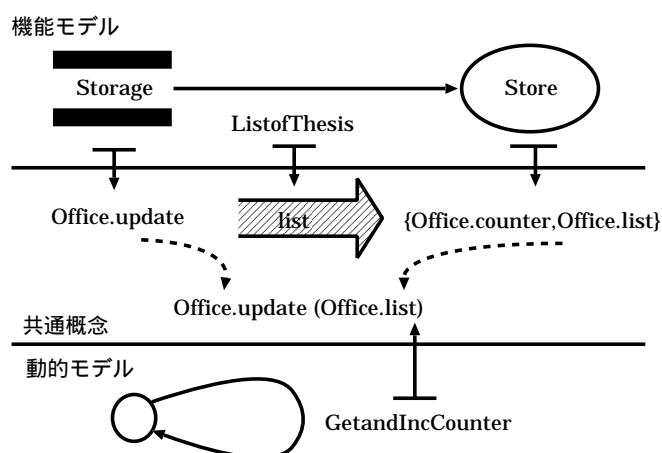 機能モデル
Storage
Store
ListofThesis
Office.update
list
{Office.counter,Office.list}
Office.update (Office.list)
共通概念
動的モデル
GetandIncCounter